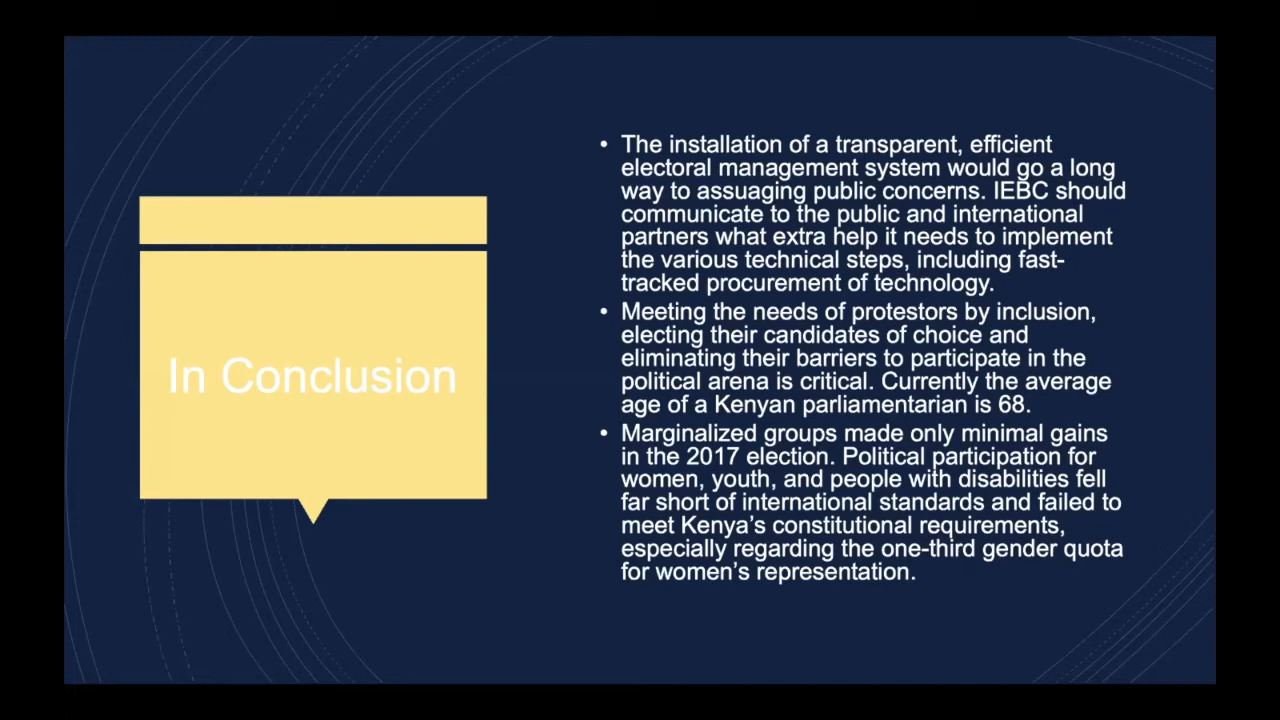 In Conclusion
• The installation of a transparent, efficient
electoral management system would go a long
way to assuaging public concerns. IEBC should
communicate to the public and international
partners what extra help it needs to implement
the various technical steps, including fast-
tracked procurement of technology.
• Meeting the needs of protestors by inclusion,
electing their candidates of choice and
eliminating their barriers to participate in the
political arena is critical. Currently the average
age of a Kenyan parliamentarian is 68.
• Marginalized groups made only minimal gains
in the 2017 election. Political participation for
women, youth, and people with disabilities fell
far short of international standards and failed to
meet Kenya’s constitutional requirements,
especially regarding the one-third gender quota
for women’s representation.